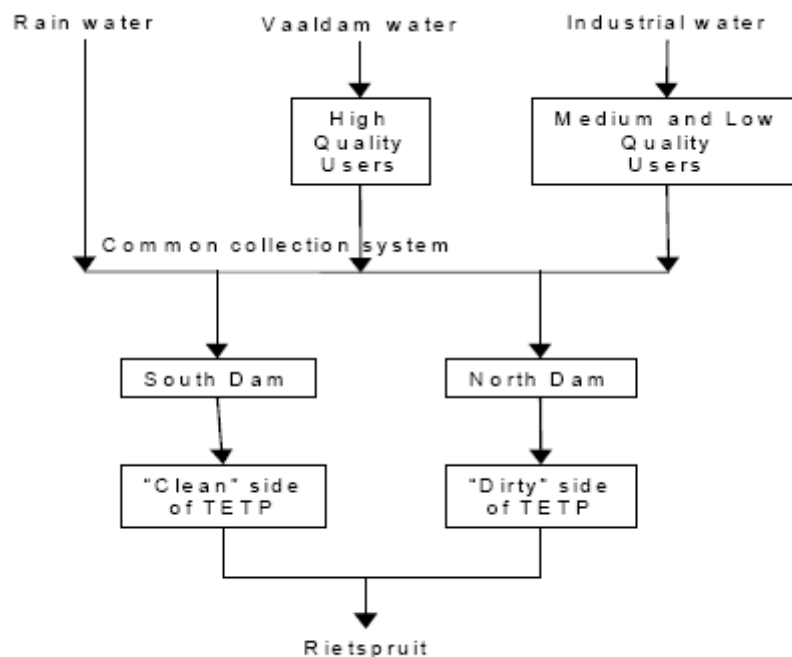 Rain water
Vaaldam water
Industrial water
High
Quality
Users
Medium and Low
Quality
Users
Common collection system
South Dam
North Dam
"Clean" side
of TETP
"Dirty" side
of TETP
Rietspruit